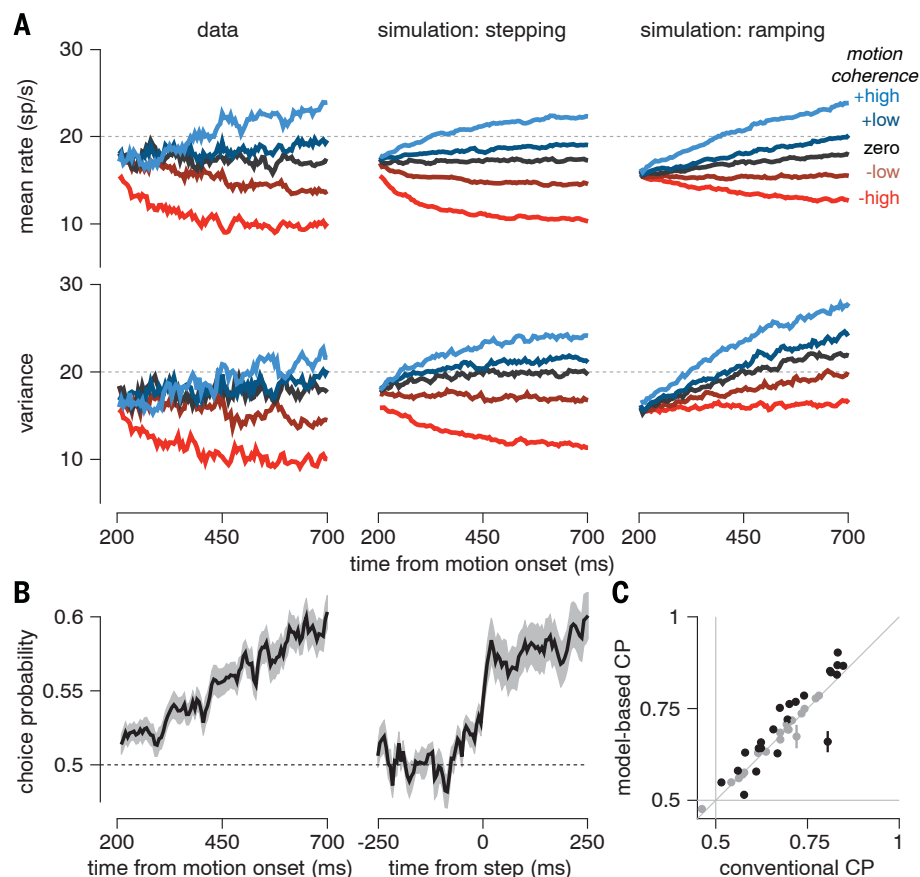 A
data
simulation: stepping
simulation: ramping
motion
coherence
+high
+low
zero
-low
-high
mean rate (sp/s)
30
20
10
variance
30
20
10
200
450
700
200
450
700
200
450
700
time from motion onset (ms)
B
choice probability
0.6
0.55
0.5
200
450
700
time from motion onset (ms)
-250
0
250
time from step (ms)
C
model-based CP
1
0.75
0.5
0.5
0.75
1
conventional CP